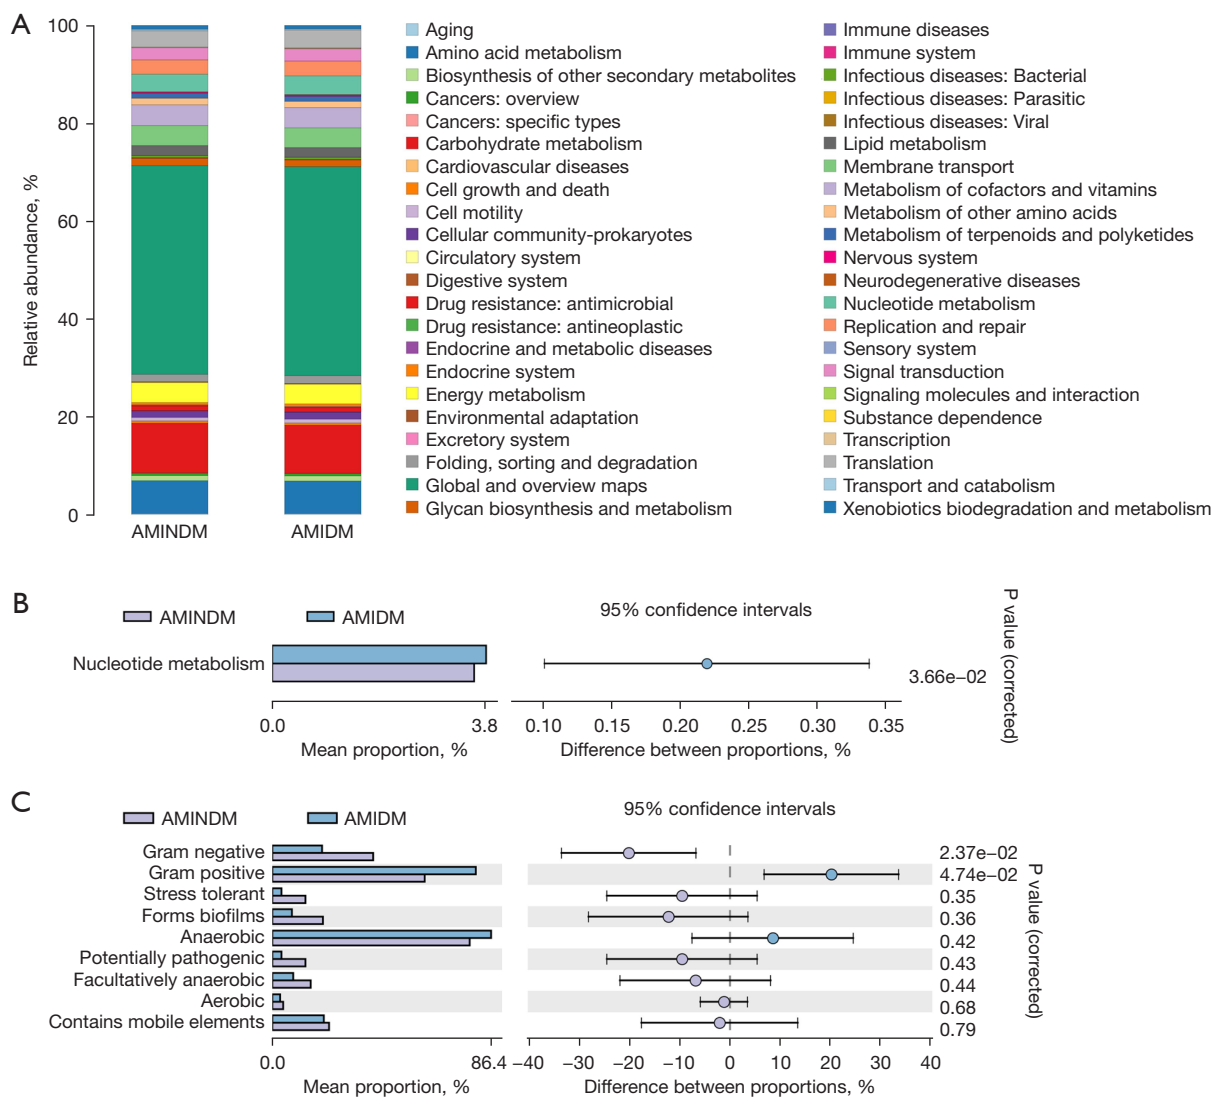 A
100
80
60
40
20
0
Relative abundance, %
AMINDM
AMIDM
Aging
Amino acid metabolism
Biosynthesis of other secondary metabolites
Cancers: overview
Cancers: specific types
Carbohydrate metabolism
Cardiovascular diseases
Cell growth and death
Cell motility
Cellular community-prokaryotes
Circulatory system
Digestive system
Drug resistance: antimicrobial
Drug resistance: antineoplastic
Endocrine and metabolic diseases
Endocrine system
Energy metabolism
Environmental adaptation
Excretory system
Folding, sorting and degradation
Global and overview maps
Glycan biosynthesis and metabolism
Immune diseases
Immune system
Infectious diseases: Bacterial
Infectious diseases: Parasitic
Infectious diseases: Viral
Lipid metabolism
Membrane transport
Metabolism of cofactors and vitamins
Metabolism of other amino acids
Metabolism of terpenoids and polyketides
Nervous system
Neurodegenerative diseases
Nucleotide metabolism
Replication and repair
Sensory system
Signal transduction
Signaling molecules and interaction
Substance dependence
Transcription
Translation
Transport and catabolism
Xenobiotics biodegradation and metabolism
B
AMINDM
AMIDM
95% confidence intervals
Nucleotide metabolism
3.66e−02
P value (corrected)
0.0
3.8
Mean proportion, %
0.10
0.15
0.20
0.25
0.30
0.35
Difference between proportions, %
C
AMINDM
AMIDM
95% confidence intervals
Gram negative
Gram positive
Stress tolerant
Forms biofilms
Anaerobic
Potentially pathogenic
Facultatively anaerobic
Aerobic
Contains mobile elements
2.37e−02
4.74e−02
0.35
0.36
0.42
0.43
0.44
0.68
0.79
P value (corrected)
0.0
86.4
Mean proportion, %
−40
−30
−20
−10
0
10
20
30
40
Difference between proportions, %